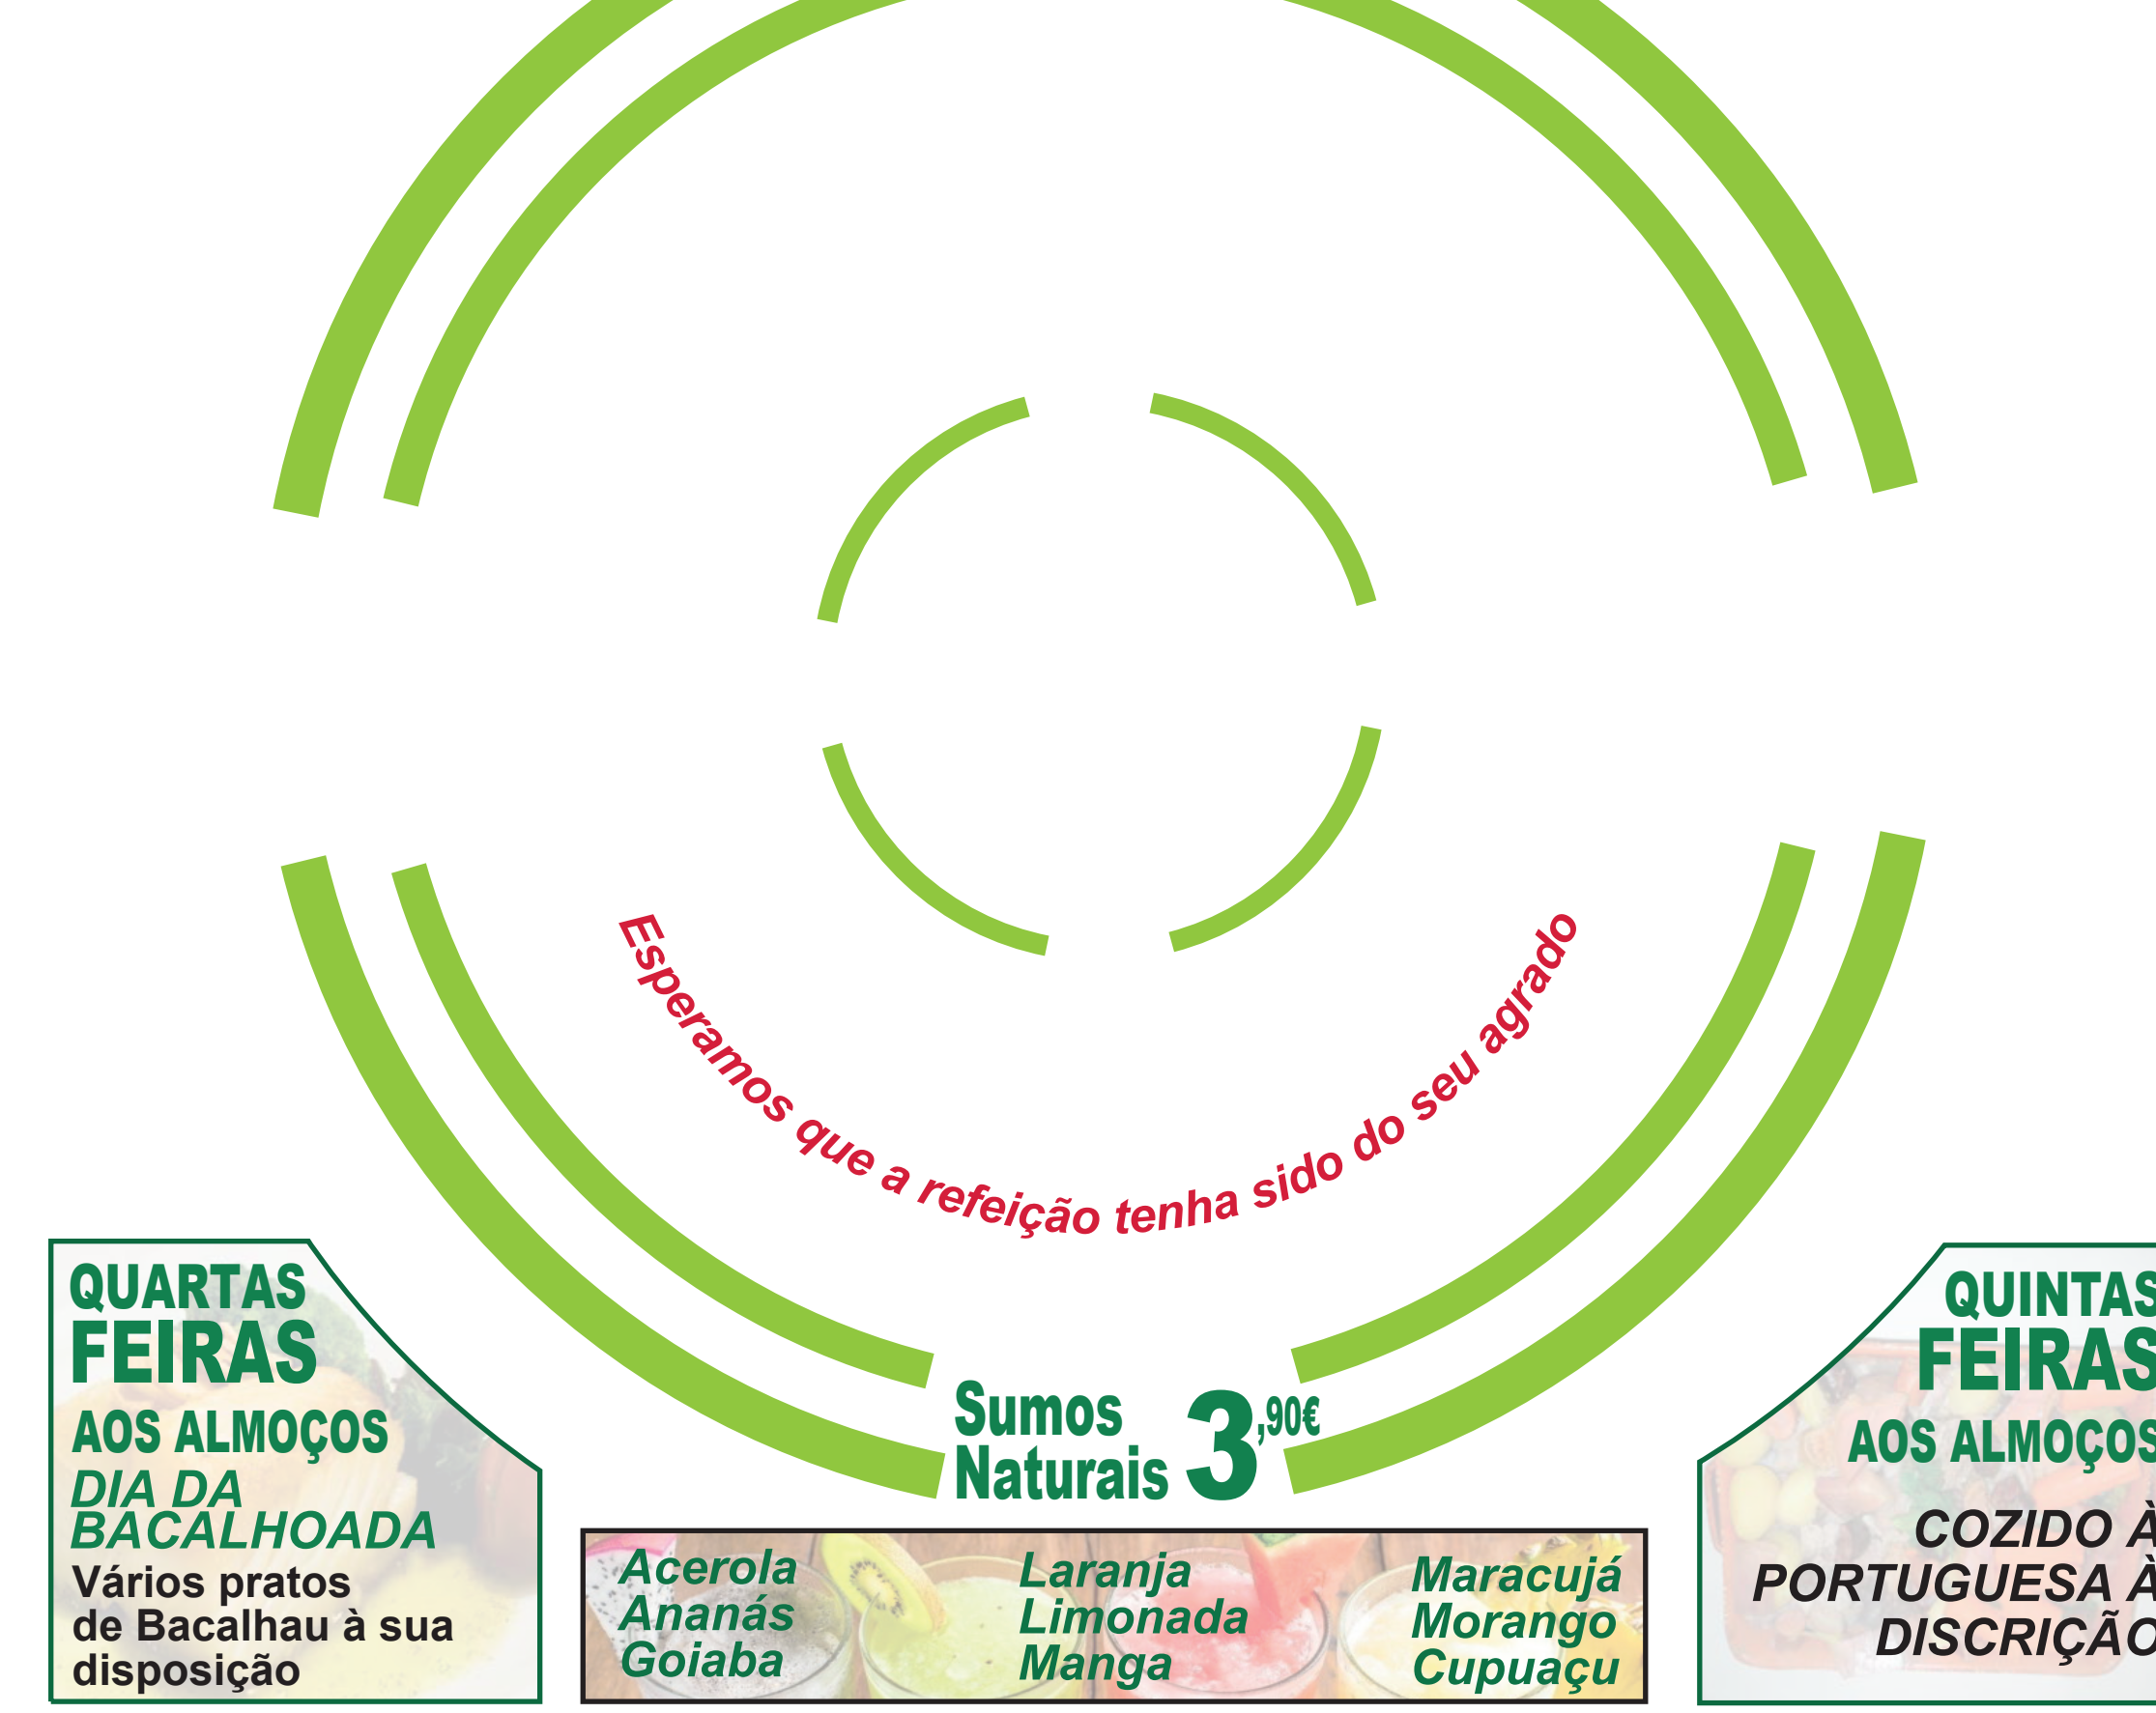 Esperamos que a refeição tenha sido do seu agrado
QUARTAS
FEIRAS
AOS ALMOÇOS
DIA DA
BACALHOADA
Vários pratos
de Bacalhau à sua
disposição
Sumos
Naturais 3,90€
Acerola
Ananás
Goiaba
Laranja
Limonada
Manga
Maracujá
Morango
Cupuaçu
QUINTAS
FEIRAS
AOS ALMOÇOS
COZIDO À
PORTUGUESA À
DISCRIÇÃO